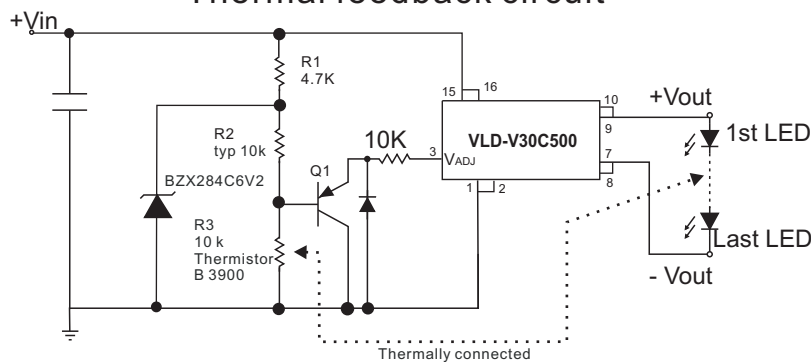 Thermal feedback circuit
+Vin
R1
4.7K
15
16
10
+Vout
9
1st LED
R2
typ 10k
10K
3
VADJ
VLD-V30C500
7
8
BZX284C6V2
Q1
1
2
R3
10 k
Thermistor
B 3900
Last LED
- Vout
Thermally connected